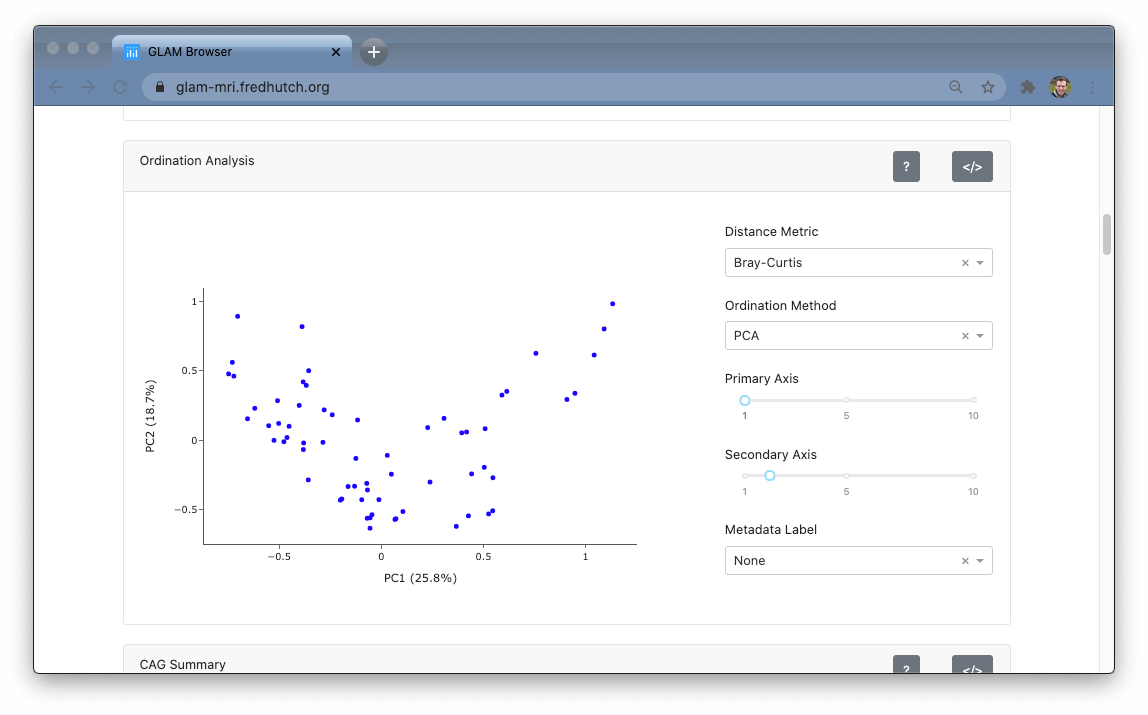 GLAM Browser
glam-mri.fredhutch.org
Ordination Analysis
?
</>
Distance Metric
Bray-Curtis
Ordination Method
PCA
Primary Axis
1
5
10
Secondary Axis
1
5
10
Metadata Label
None
1
0.5
0
−0.5
PC2 (18.7%)
−0.5
0
0.5
1
PC1 (25.8%)
CAG Summary
?
</>